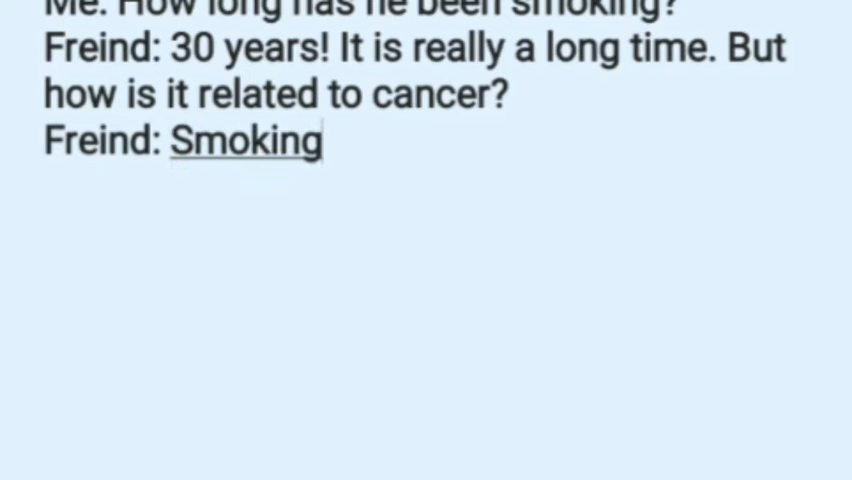 Me: How long has he been smoking?
Freind: 30 years! It is really a long time. But
how is it related to cancer?
Freind: Smoking